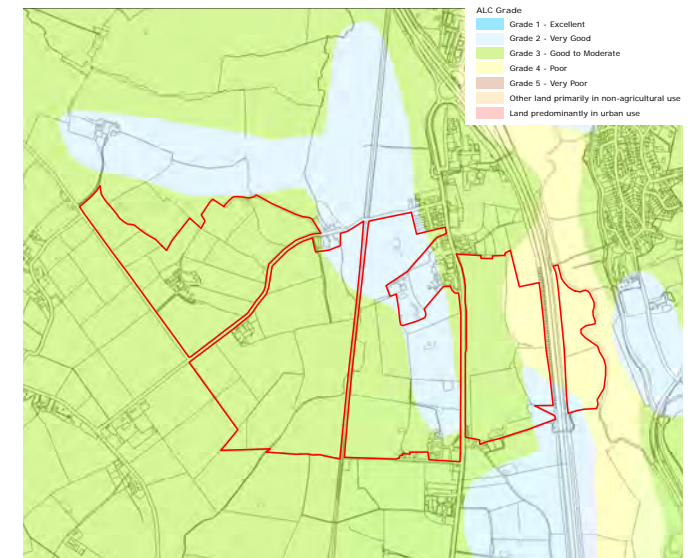 ALC Grade
Grade 1 - Excellent
Grade 2 - Very Good
Grade 3 - Good to Moderate
Grade 4 - Poor
Grade 5 - Very Poor
Other land primarily in non-agricultural use
Land predominantly in urban use